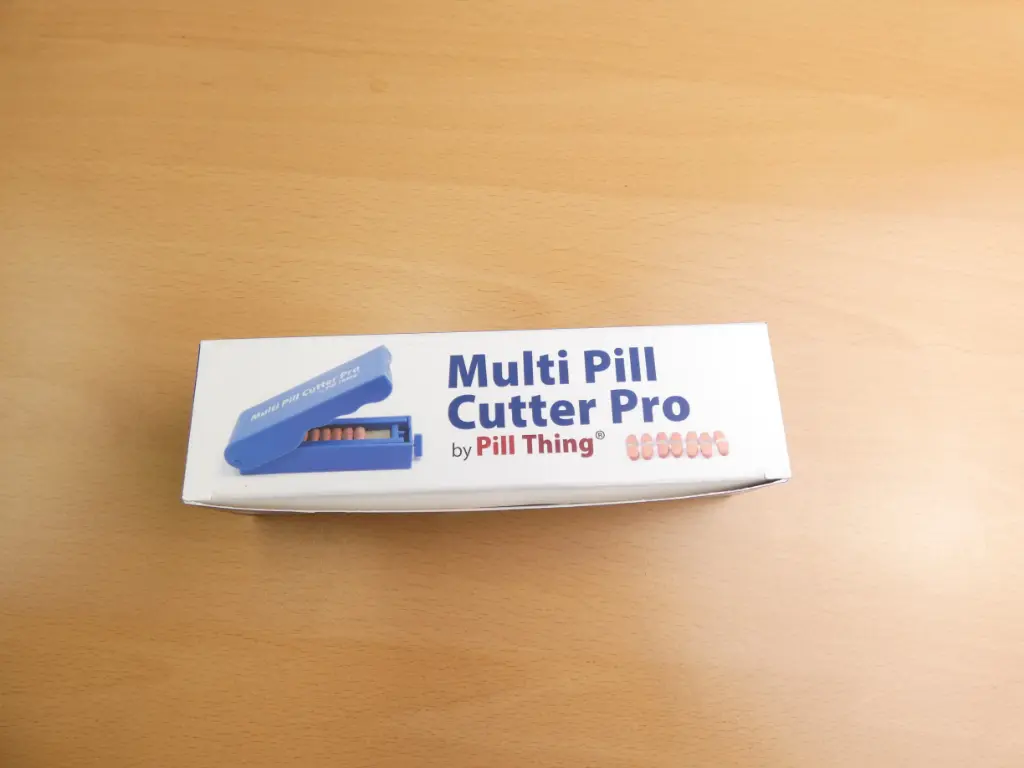 Multi Pill Cutter Pro
Multi Pill
Cutter Pro
by Pill Thing®